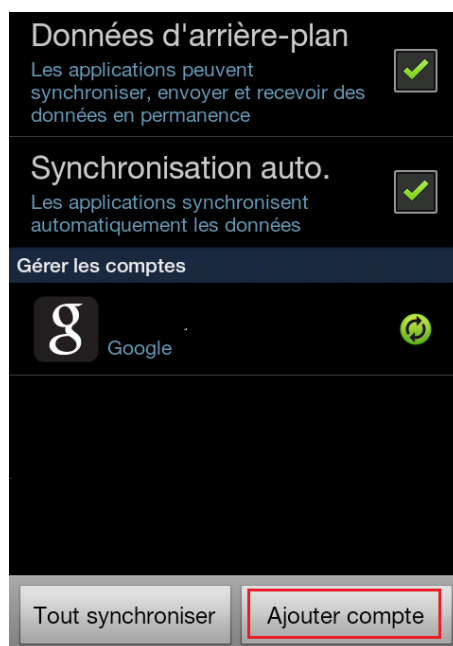 Données d'arrière-plan
Les applications peuvent
synchroniser, envoyer et recevoir des
données en permanence
Synchronisation auto.
Les applications synchronisent
automatiquement les données
Gérer les comptes
g
Google
Tout synchroniser
Ajouter compte